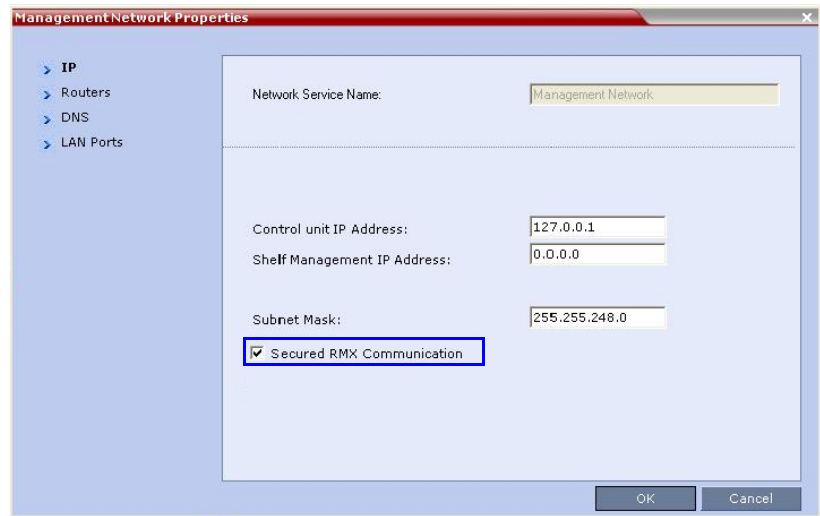 Management Network Properties
IP
Routers
DNS
LAN Ports
Network Service Name:
Management Network
Control unit IP Address:
127.0.0.1
Shelf Management IP Address:
0.0.0.0
Subnet Mask:
255.255.248.0
Secured RMX Communication
OK
Cancel